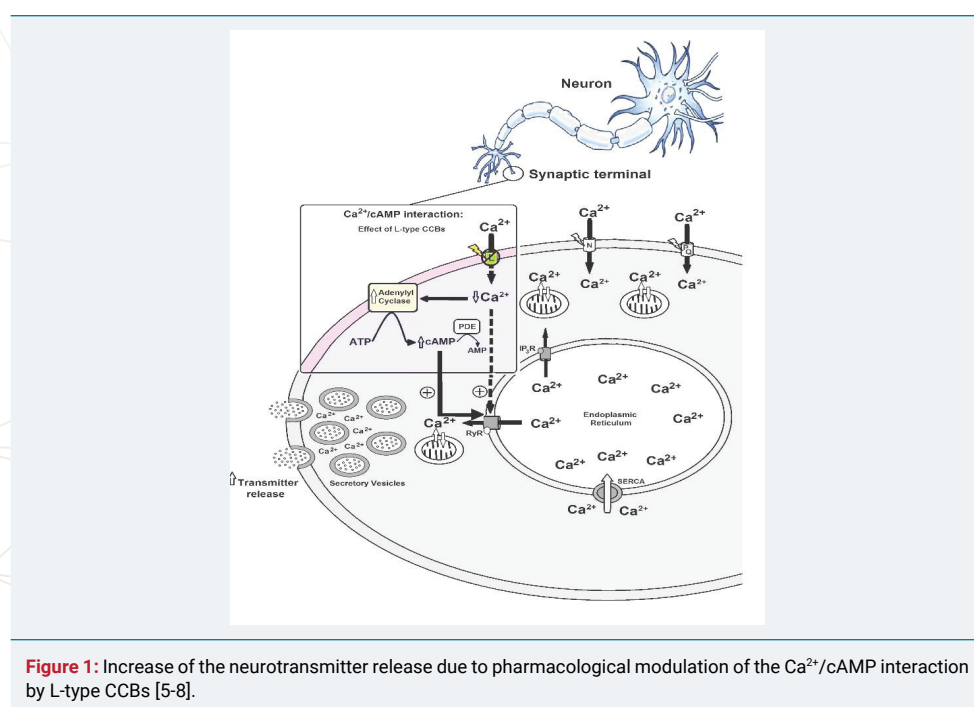 Neuron
Synaptic terminal
Ca²⁺/cAMP interaction:
Effect of L-type CCBs
Ca²⁺
Ca²⁺
Ca²⁺
L
N
P
Q
Ca²⁺
Ca²⁺
Ca²⁺
Ca²⁺
Ca²⁺
⇧ Adenylyl
Cyclase
⇩Ca²⁺
ATP
⇧cAMP
PDE
AMP
IP₃R
Ca²⁺
Ca²⁺
Ca²⁺
Ca²⁺
Ca²⁺
Ca²⁺
RyR
Endoplasmic
Reticulum
Ca²⁺
Ca²⁺
Ca²⁺
SERCA
Ca²⁺
Ca²⁺
Ca²⁺
Ca²⁺
Ca²⁺
Ca²⁺
Ca²⁺
⇧Transmitter
release
Secretory Vesicles
Figure 1: Increase of the neurotransmitter release due to pharmacological modulation of the Ca²⁺/cAMP interaction
by L-type CCBs [5-8].